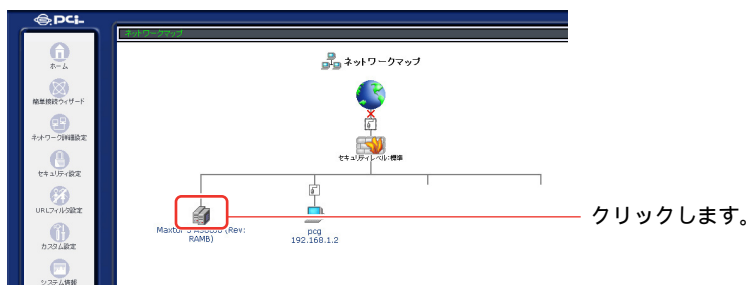 PCi
ネットワークマップ
ホーム
簡単接続ウィザード
ネットワーク詳細設定
セキュリティ設定
URLフィルタ設定
カスタム設定
システム情報
ネットワークマップ
セキュリティレベル:標準
Maxtor (Rev:
RAMB)
pcg
192.168.1.2
クリックします。